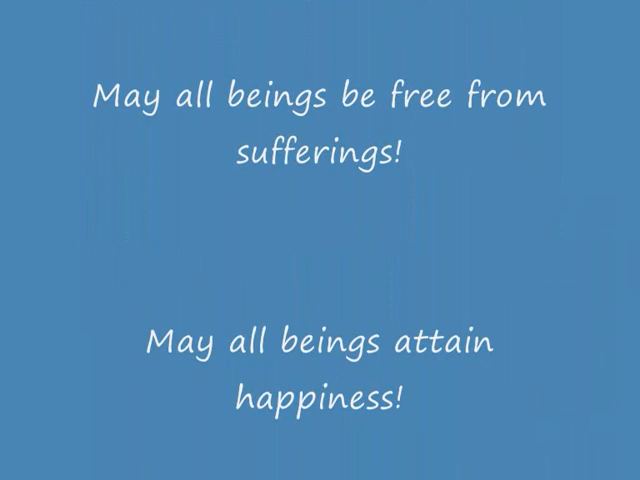 May all beings be free from
sufferings!
May all beings attain
happiness!